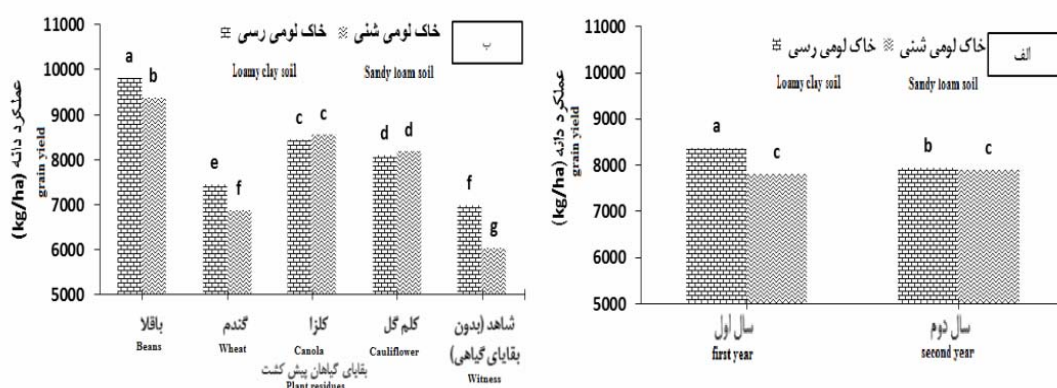 ب
خاک لومی رسی خاک لومی شنی
Loamy clay soil Sandy loam soil
عملکرد دانه (kg/ha)
grain yield
11000
10000
9000
8000
7000
6000
5000
a b e f c c d d f g
باقلا گندم کلزا کلم گل شاهد (بدون بقایای گیاهی)
Beans Wheat Canola Cauliflower Witness
بقایای گیاهان پیش کشت
Plant residues
الف
خاک لومی رسی خاک لومی شنی
Loamy clay soil Sandy loam soil
عملکرد دانه (kg/ha)
grain yield
11000
10000
9000
8000
7000
6000
5000
a c b c
سال اول سال دوم
first year second year